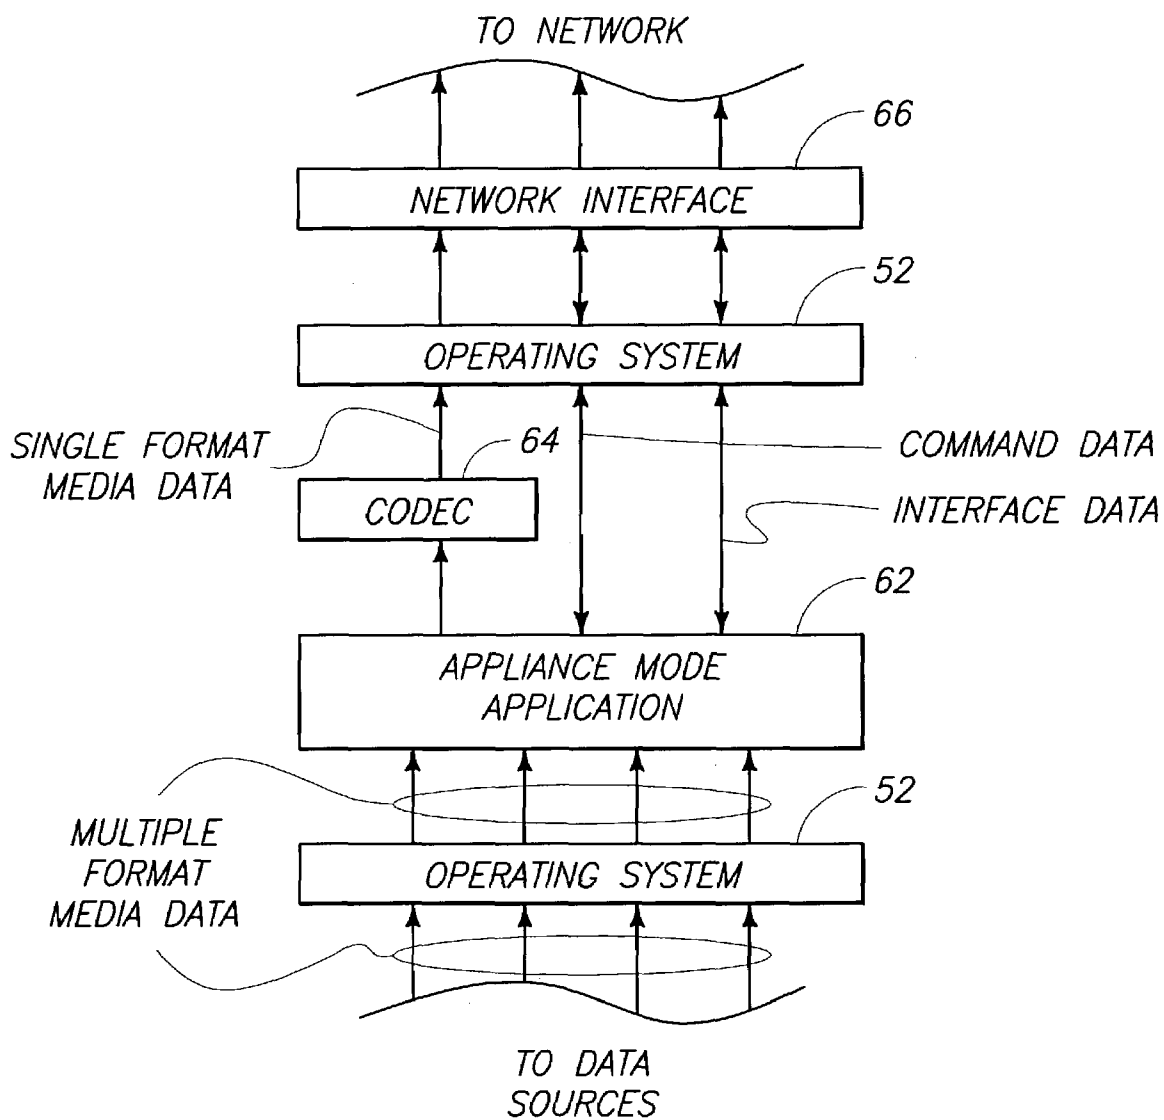 TO NETWORK
66
NETWORK INTERFACE
52
OPERATING SYSTEM
SINGLE FORMAT
MEDIA DATA
64
COMMAND DATA
CODEC
INTERFACE DATA
62
APPLIANCE MODE
APPLICATION
52
MULTIPLE
FORMAT
MEDIA DATA
OPERATING SYSTEM
TO DATA
SOURCES